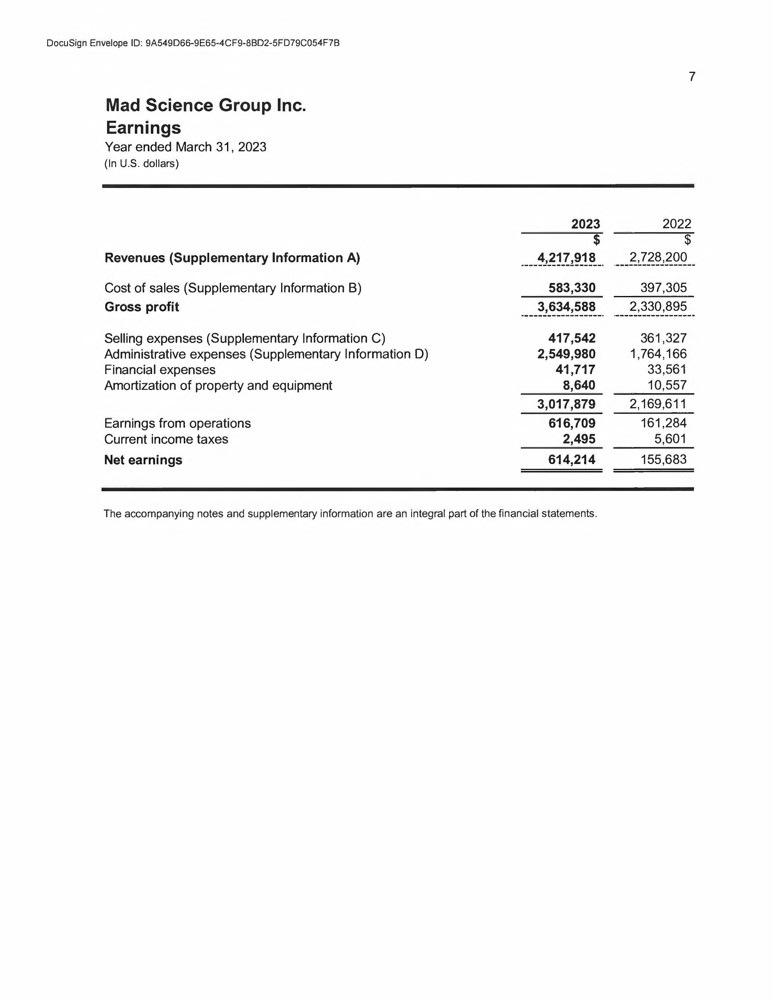 DocuSign Envelope ID: 9A549D66-9E65-4CF9-8BD2-5FD79C054F7B
7
Mad Science Group Inc.
Earnings
Year ended March 31, 2023
(In U.S. dollars)
2023 2022
$ $
Revenues (Supplementary Information A) 4,217,918 2,728,200
Cost of sales (Supplementary Information B) 583,330 397,305
Gross profit 3,634,588 2,330,895
Selling expenses (Supplementary Information C) 417,542 361,327
Administrative expenses (Supplementary Information D) 2,549,980 1,764,166
Financial expenses 41,717 33,561
Amortization of property and equipment 8,640 10,557
3,017,879 2,169,611
Earnings from operations 616,709 161,284
Current income taxes 2,495 5,601
Net earnings 614,214 155,683
The accompanying notes and supplementary information are an integral part of the financial statements.